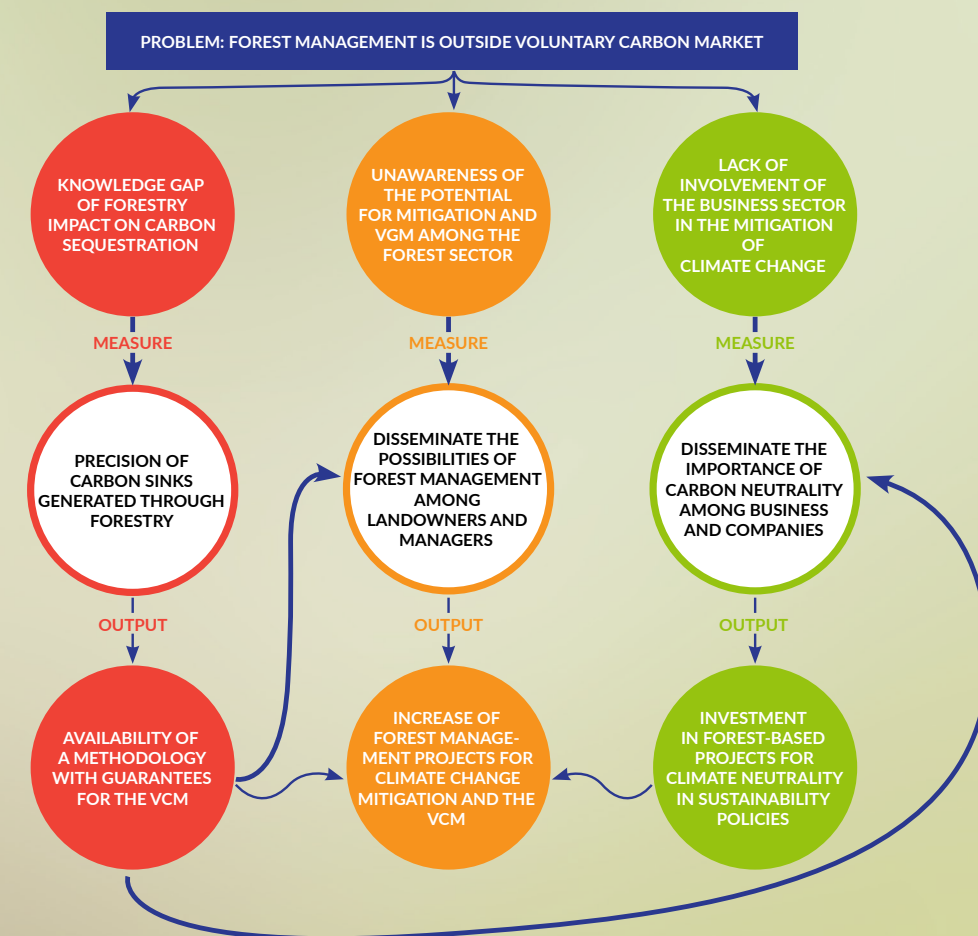 PROBLEM: FOREST MANAGEMENT IS OUTSIDE VOLUNTARY CARBON MARKET
KNOWLEDGE GAP
OF FORESTRY
IMPACT ON CARBON
SEQUESTRATION
UNAWARENESS OF
THE POTENTIAL
FOR MITIGATION AND
VGM AMONG THE
FOREST SECTOR
LACK OF
INVOLVEMENT OF
THE BUSINESS SECTOR
IN THE MITIGATION
OF
CLIMATE CHANGE
MEASURE
MEASURE
MEASURE
PRECISION OF
CARBON SINKS
GENERATED THROUGH
FORESTRY
DISSEMINATE THE
POSSIBILITIES OF
FOREST MANAGEMENT
AMONG
LANDOWNERS AND
MANAGERS
DISSEMINATE THE
IMPORTANCE OF
CARBON NEUTRALITY
AMONG BUSINESS
AND COMPANIES
OUTPUT
OUTPUT
OUTPUT
AVAILABILITY OF
A METHODOLOGY
WITH GUARANTEES
FOR THE VCM
INCREASE OF
FOREST MANAGE-
MENT PROJECTS FOR
CLIMATE CHANGE
MITIGATION AND THE
VCM
INVESTMENT
IN FOREST-BASED
PROJECTS FOR
CLIMATE NEUTRALITY
IN SUSTAINABILITY
POLICIES